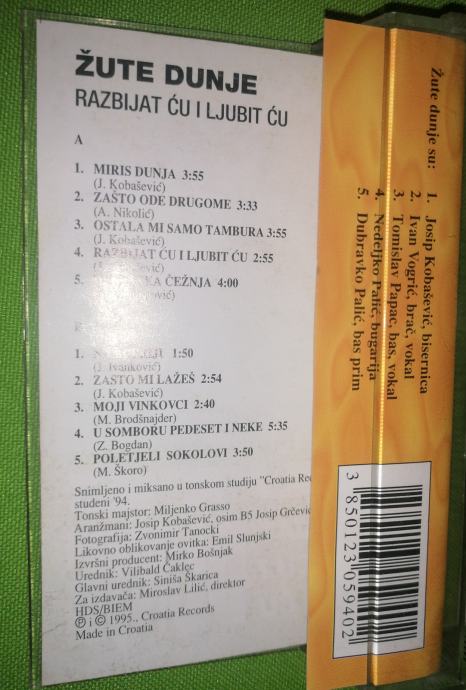 ŽUTE DUNJE
RAZBIJAT ĆU I LJUBIT ĆU
A
1. MIRIS DUNJA 3:55
(J. Kobašević)
2. ZAŠTO ODE DRUGOME 3:33
(A. Nikolić)
3. OSTALA MI SAMO TAMBURA 3:55
(J. Kobašević)
4. RAZBIJAT ĆU I LJUBIT ĆU 2:55
5. ČEŽNJA 4:00
1. 1:50
(J. Ivanković)
2. ZAŠTO MI LAŽEŠ 2:54
(J. Kobašević)
3. MOJI VINKOVCI 2:40
(M. Brodšnajder)
4. U SOMBORU PEDESET I NEKE 5:35
(Z. Bogdan)
5. POLETJELI SOKOLOVI 3:50
(M. Škoro)
Snimljeno i miksano u tonskom studiju "Croatia
studeni '94.
Tonski majstor: Miljenko Grasso
Aranžmani: Josip Kobašević, osim B5 Josip Grčević
Fotografija: Zvonimir Tanocki
Likovno oblikovanje ovitka: Emil Slunjski
Izvršni producent: Mirko Bošnjak
Urednik: Vilibald Čaklec
Glavni urednik: Siniša Škarica
Za izdavača: Miroslav Lilić, direktor
HDS/BIEM
Ⓟ i © 1995., Croatia Records
Made in Croatia
Žute dunje su:
1. Josip Kobašević, bisernica
2. Ivan Vogrić, brač, vokal
3. Tomislav Papac, bas, vokal
4. Nedeljko Palić, bugarija
5. Dubravko Palić, bas prim
3 850123 059402